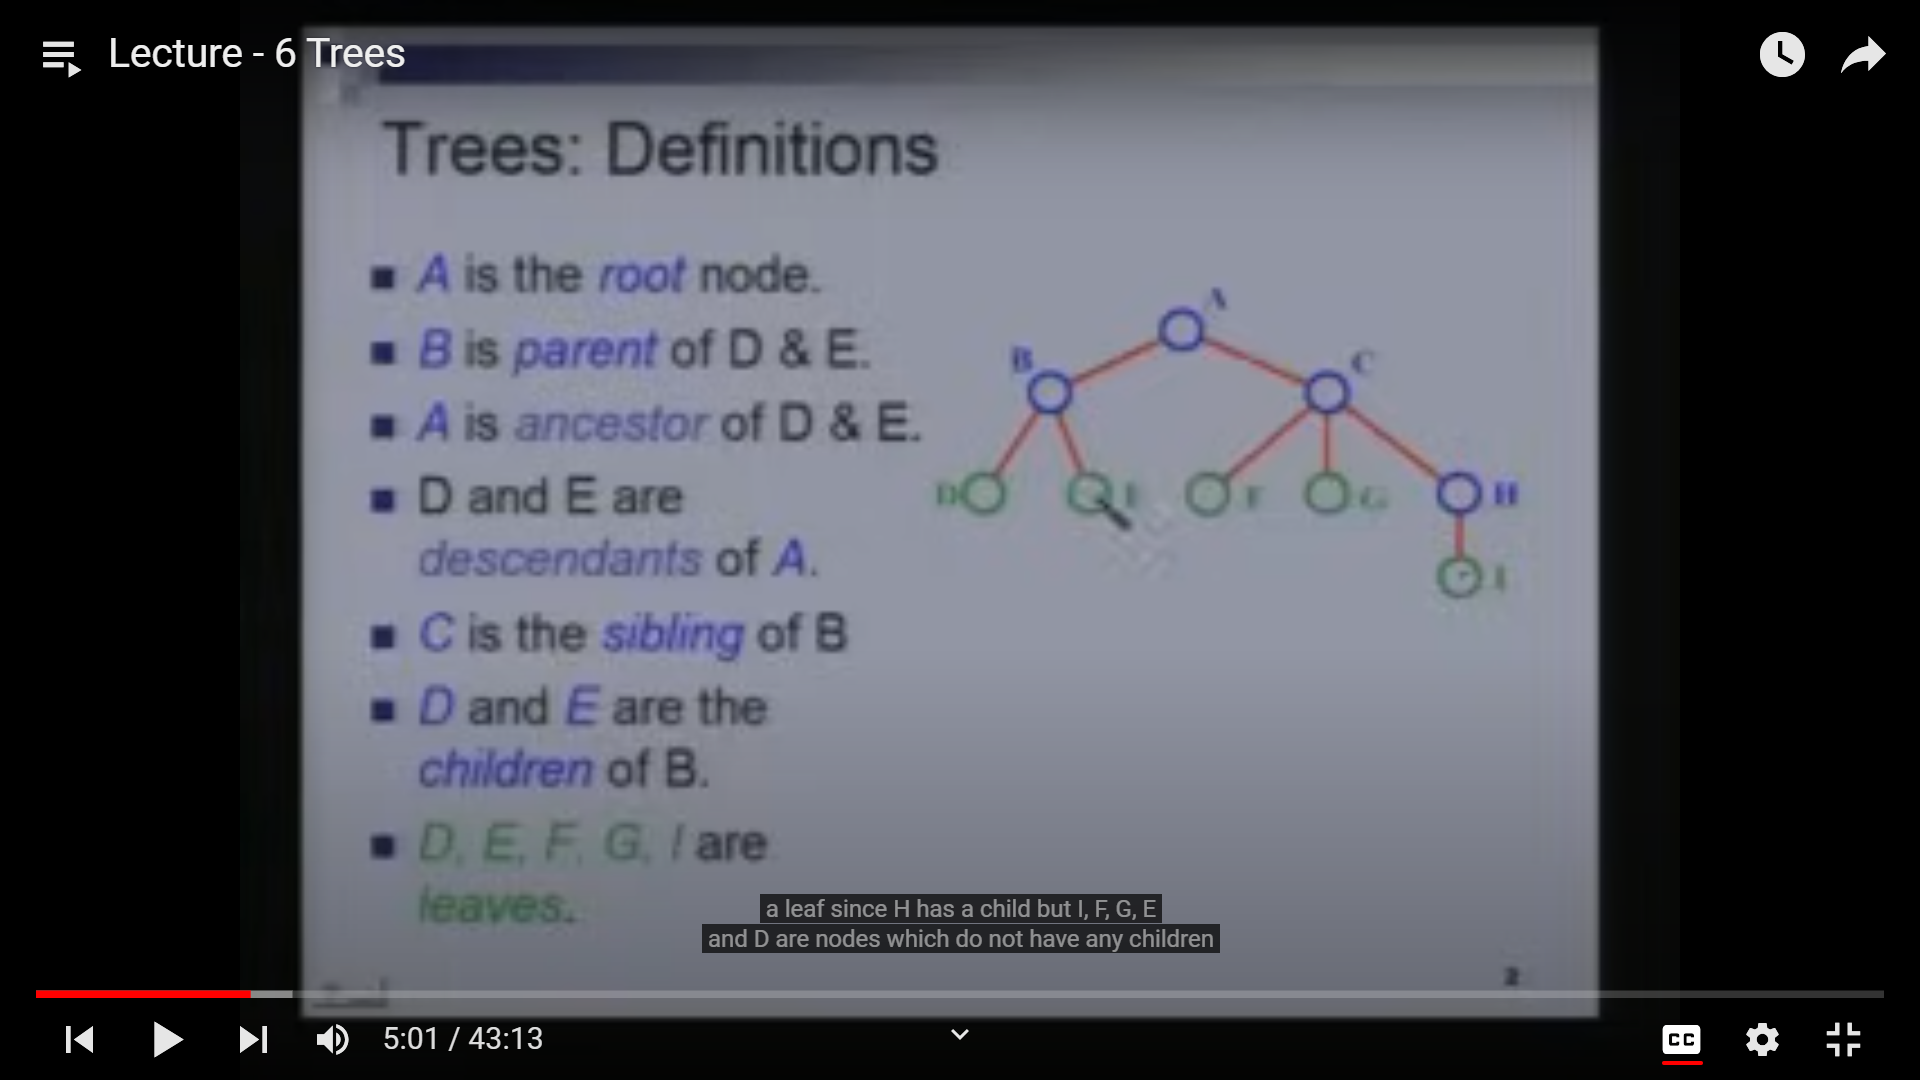 Lecture - 6 Trees
Trees: Definitions
A is the root node.
B is parent of D & E.
A is ancestor of D & E.
D and E are
descendants of A.
C is the sibling of B
D and E are the
children of B.
D, E, F, G, I are
leaves.
A
B
C
D
E
F
G
H
I
a leaf since H has a child but I, F, G, E
and D are nodes which do not have any children
2
5:01 / 43:13
CC